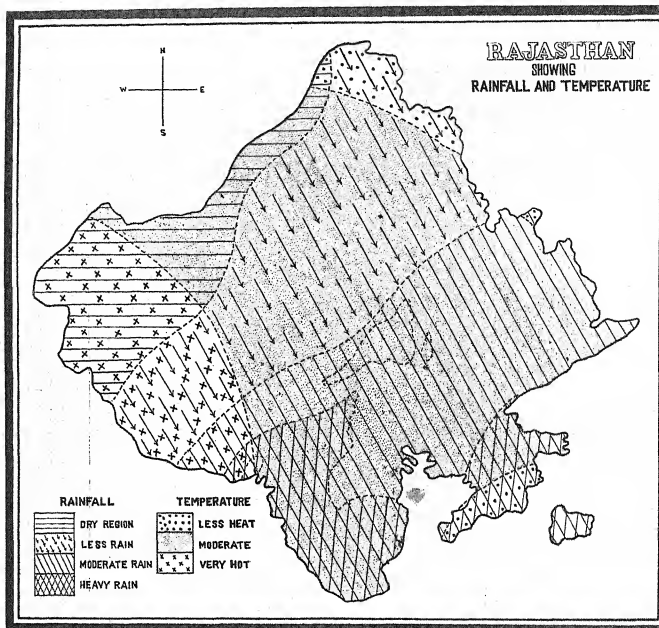 RAJASTHAN
SHOWING
RAINFALL AND TEMPERATURE
N
W E
S
RAINFALL
DRY REGION
LESS RAIN
MODERATE RAIN
HEAVY RAIN
TEMPERATURE
LESS HEAT
MODERATE
VERY HOT